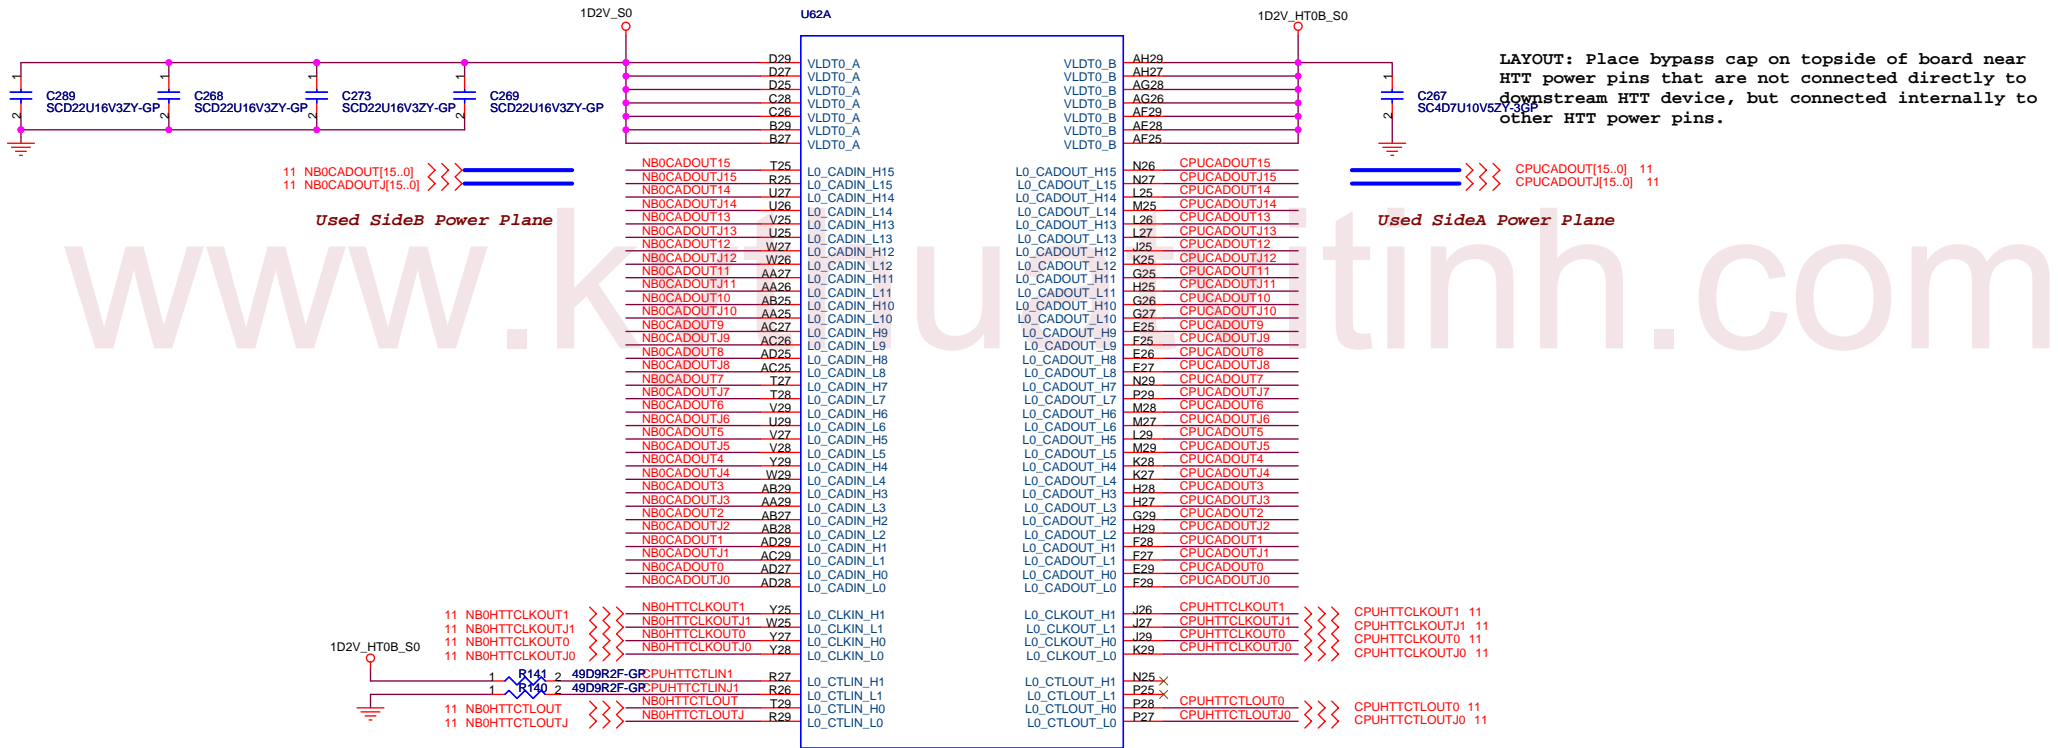 1D2V_S0
U62A
1D2V_HT0B_S0
LAYOUT: Place bypass cap on topside of board near
HTT power pins that are not connected directly to
downstream HTT device, but connected internally to
other HTT power pins.
1 2 C289 SCD22U16V3ZY-GP
1 2 C268 SCD22U16V3ZY-GP
1 2 C273 SCD22U16V3ZY-GP
1 2 C269 SCD22U16V3ZY-GP
1 2 C267 SC4D7U10V5ZY-3GP
D29 VLDT0_A VLDT0_B AH29
D27 VLDT0_A VLDT0_B AH27
D25 VLDT0_A VLDT0_B AG28
C28 VLDT0_A VLDT0_B AG26
C26 VLDT0_A VLDT0_B AF29
B29 VLDT0_A VLDT0_B AE28
B27 VLDT0_A VLDT0_B AF25
11 NB0CADOUT[15..0]
11 NB0CADOUTJ[15..0]
CPUCADOUT[15..0] 11
CPUCADOUTJ[15..0] 11
Used SideB Power Plane
Used SideA Power Plane
NB0CADOUT15 T25 L0_CADIN_H15 L0_CADOUT_H15 N26 CPUCADOUT15
NB0CADOUTJ15 R25 L0_CADIN_L15 L0_CADOUT_L15 N27 CPUCADOUTJ15
NB0CADOUT14 U27 L0_CADIN_H14 L0_CADOUT_H14 L25 CPUCADOUT14
NB0CADOUTJ14 U26 L0_CADIN_L14 L0_CADOUT_L14 M25 CPUCADOUTJ14
NB0CADOUT13 V25 L0_CADIN_H13 L0_CADOUT_H13 L26 CPUCADOUT13
NB0CADOUTJ13 U25 L0_CADIN_L13 L0_CADOUT_L13 L27 CPUCADOUTJ13
NB0CADOUT12 W27 L0_CADIN_H12 L0_CADOUT_H12 J25 CPUCADOUT12
NB0CADOUTJ12 W26 L0_CADIN_L12 L0_CADOUT_L12 K25 CPUCADOUTJ12
NB0CADOUT11 AA27 L0_CADIN_H11 L0_CADOUT_H11 G25 CPUCADOUT11
NB0CADOUTJ11 AA26 L0_CADIN_L11 L0_CADOUT_L11 H25 CPUCADOUTJ11
NB0CADOUT10 AB25 L0_CADIN_H10 L0_CADOUT_H10 G26 CPUCADOUT10
NB0CADOUTJ10 AA25 L0_CADIN_L10 L0_CADOUT_L10 G27 CPUCADOUTJ10
NB0CADOUT9 AC27 L0_CADIN_H9 L0_CADOUT_H9 E25 CPUCADOUT9
NB0CADOUTJ9 AC26 L0_CADIN_L9 L0_CADOUT_L9 F25 CPUCADOUTJ9
NB0CADOUT8 AD25 L0_CADIN_H8 L0_CADOUT_H8 E26 CPUCADOUT8
NB0CADOUTJ8 AC25 L0_CADIN_L8 L0_CADOUT_L8 E27 CPUCADOUTJ8
NB0CADOUT7 T27 L0_CADIN_H7 L0_CADOUT_H7 N29 CPUCADOUT7
NB0CADOUTJ7 T28 L0_CADIN_L7 L0_CADOUT_L7 P29 CPUCADOUTJ7
NB0CADOUT6 V29 L0_CADIN_H6 L0_CADOUT_H6 M28 CPUCADOUT6
NB0CADOUTJ6 U29 L0_CADIN_L6 L0_CADOUT_L6 M27 CPUCADOUTJ6
NB0CADOUT5 V27 L0_CADIN_H5 L0_CADOUT_H5 L29 CPUCADOUT5
NB0CADOUTJ5 V28 L0_CADIN_L5 L0_CADOUT_L5 M29 CPUCADOUTJ5
NB0CADOUT4 Y29 L0_CADIN_H4 L0_CADOUT_H4 K28 CPUCADOUT4
NB0CADOUTJ4 W29 L0_CADIN_L4 L0_CADOUT_L4 K27 CPUCADOUTJ4
NB0CADOUT3 AB29 L0_CADIN_H3 L0_CADOUT_H3 H28 CPUCADOUT3
NB0CADOUTJ3 AA29 L0_CADIN_L3 L0_CADOUT_L3 H27 CPUCADOUTJ3
NB0CADOUT2 AB27 L0_CADIN_H2 L0_CADOUT_H2 G29 CPUCADOUT2
NB0CADOUTJ2 AB28 L0_CADIN_L2 L0_CADOUT_L2 H29 CPUCADOUTJ2
NB0CADOUT1 AD29 L0_CADIN_H1 L0_CADOUT_H1 F28 CPUCADOUT1
NB0CADOUTJ1 AC29 L0_CADIN_L1 L0_CADOUT_L1 F27 CPUCADOUTJ1
NB0CADOUT0 AD27 L0_CADIN_H0 L0_CADOUT_H0 E29 CPUCADOUT0
NB0CADOUTJ0 AD28 L0_CADIN_L0 L0_CADOUT_L0 F29 CPUCADOUTJ0
11 NB0HTTCLKOUT1 NB0HTTCLKOUT1 Y25 L0_CLKIN_H1 L0_CLKOUT_H1 J26 CPUHTTCLKOUT1 CPUHTTCLKOUT1 11
11 NB0HTTCLKOUTJ1 NB0HTTCLKOUTJ1 W25 L0_CLKIN_L1 L0_CLKOUT_L1 J27 CPUHTTCLKOUTJ1 CPUHTTCLKOUTJ1 11
11 NB0HTTCLKOUT0 NB0HTTCLKOUT0 Y27 L0_CLKIN_H0 L0_CLKOUT_H0 J29 CPUHTTCLKOUT0 CPUHTTCLKOUT0 11
11 NB0HTTCLKOUTJ0 NB0HTTCLKOUTJ0 Y28 L0_CLKIN_L0 L0_CLKOUT_L0 K29 CPUHTTCLKOUTJ0 CPUHTTCLKOUTJ0 11
1D2V_HT0B_S0
1 R141 2 49D9R2F-GP CPUHTTCTLIN1 R27 L0_CTLIN_H1 L0_CTLOUT_H1 N25
1 R140 2 49D9R2F-GP CPUHTTCTLINJ1 R26 L0_CTLIN_L1 L0_CTLOUT_L1 P25
11 NB0HTTCTLOUT NB0HTTCTLOUT T29 L0_CTLIN_H0 L0_CTLOUT_H0 P28 CPUHTTCTLOUT0 CPUHTTCTLOUT0 11
11 NB0HTTCTLOUTJ NB0HTTCTLOUTJ R29 L0_CTLIN_L0 L0_CTLOUT_L0 P27 CPUHTTCTLOUTJ0 CPUHTTCTLOUTJ0 11